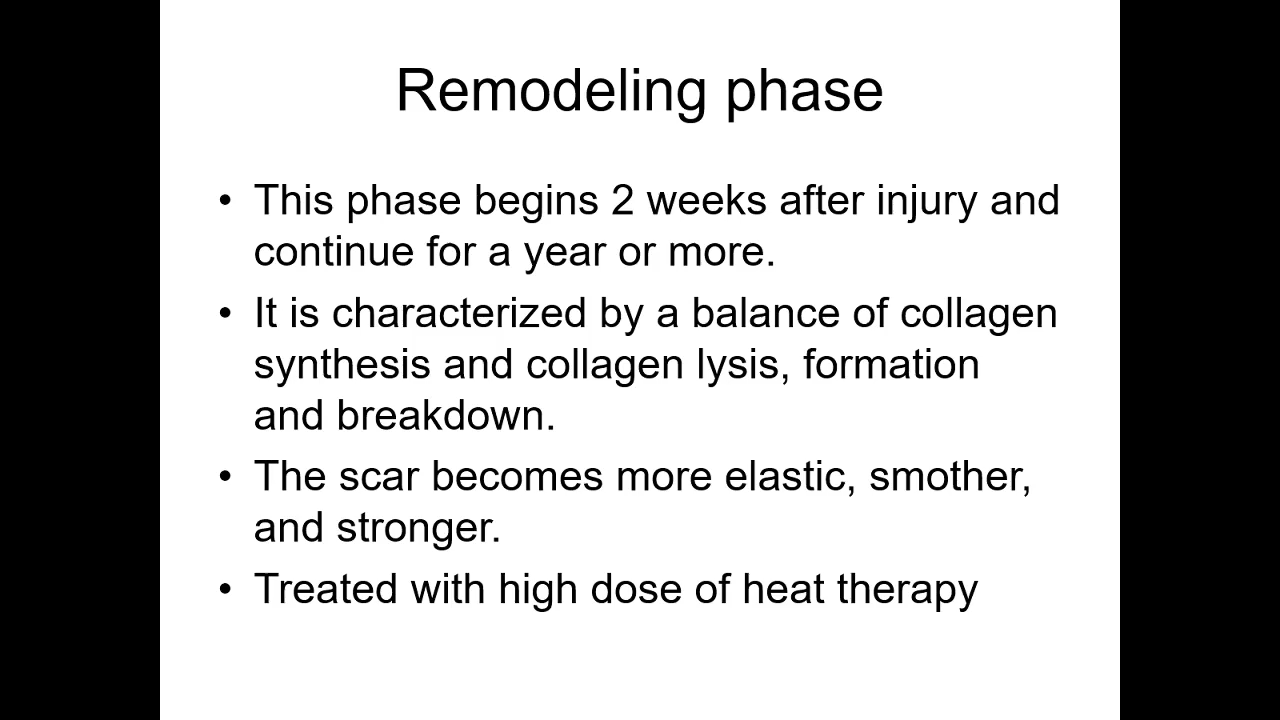 Remodeling phase
• This phase begins 2 weeks after injury and
continue for a year or more.
• It is characterized by a balance of collagen
synthesis and collagen lysis, formation
and breakdown.
• The scar becomes more elastic, smother,
and stronger.
• Treated with high dose of heat therapy